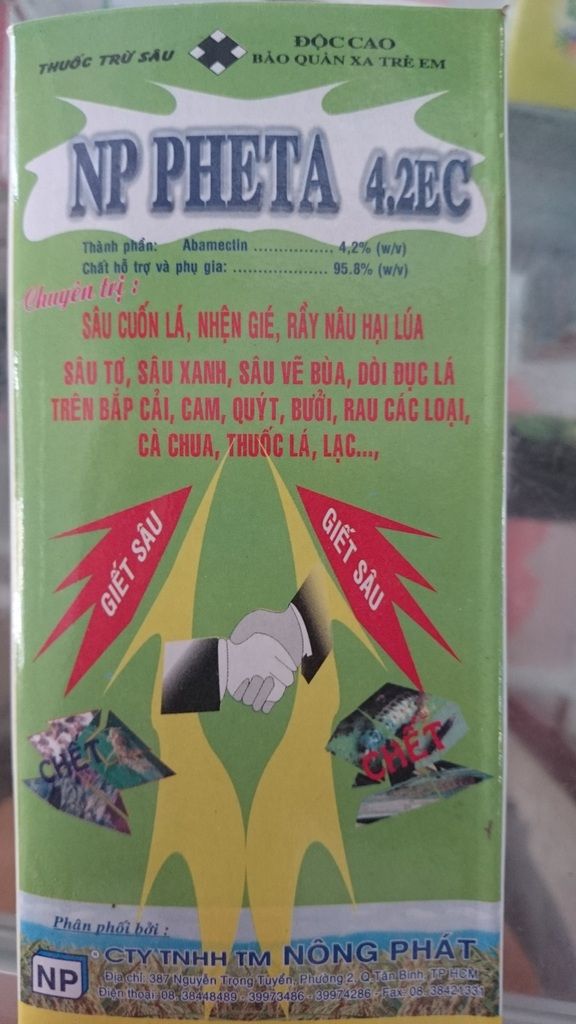 THUỐC TRỪ SÂU
ĐỘC CAO
BẢO QUẢN XA TRẺ EM
NP PHETA 4,2EC
Thành phần: Abamectin ................. 4,2% (w/v)
Chất hỗ trợ và phụ gia: .................... 95.8% (w/v)
Chuyên trị :
SÂU CUỐN LÁ, NHỆN GIÉ, RẦY NÂU HẠI LÚA
SÂU TƠ, SÂU XANH, SÂU VẼ BÙA, DÒI ĐỤC LÁ
TRÊN BẮP CẢI, CAM, QUÝT, BƯỞI, RAU CÁC LOẠI,
CÀ CHUA, THUỐC LÁ, LẠC...,
GIẾT SÂU
GIẾT SÂU
CHẾT
CHẾT
Phân phối bởi :
CTY TNHH TM NÔNG PHÁT
NP
Địa chỉ: 387 Nguyễn Trọng Tuyển, Phường 2, Q.Tân Bình, TP HCM
Điện thoại: 08. 38448489 - 39973486 - 39974286 - Fax: 08. 38421331